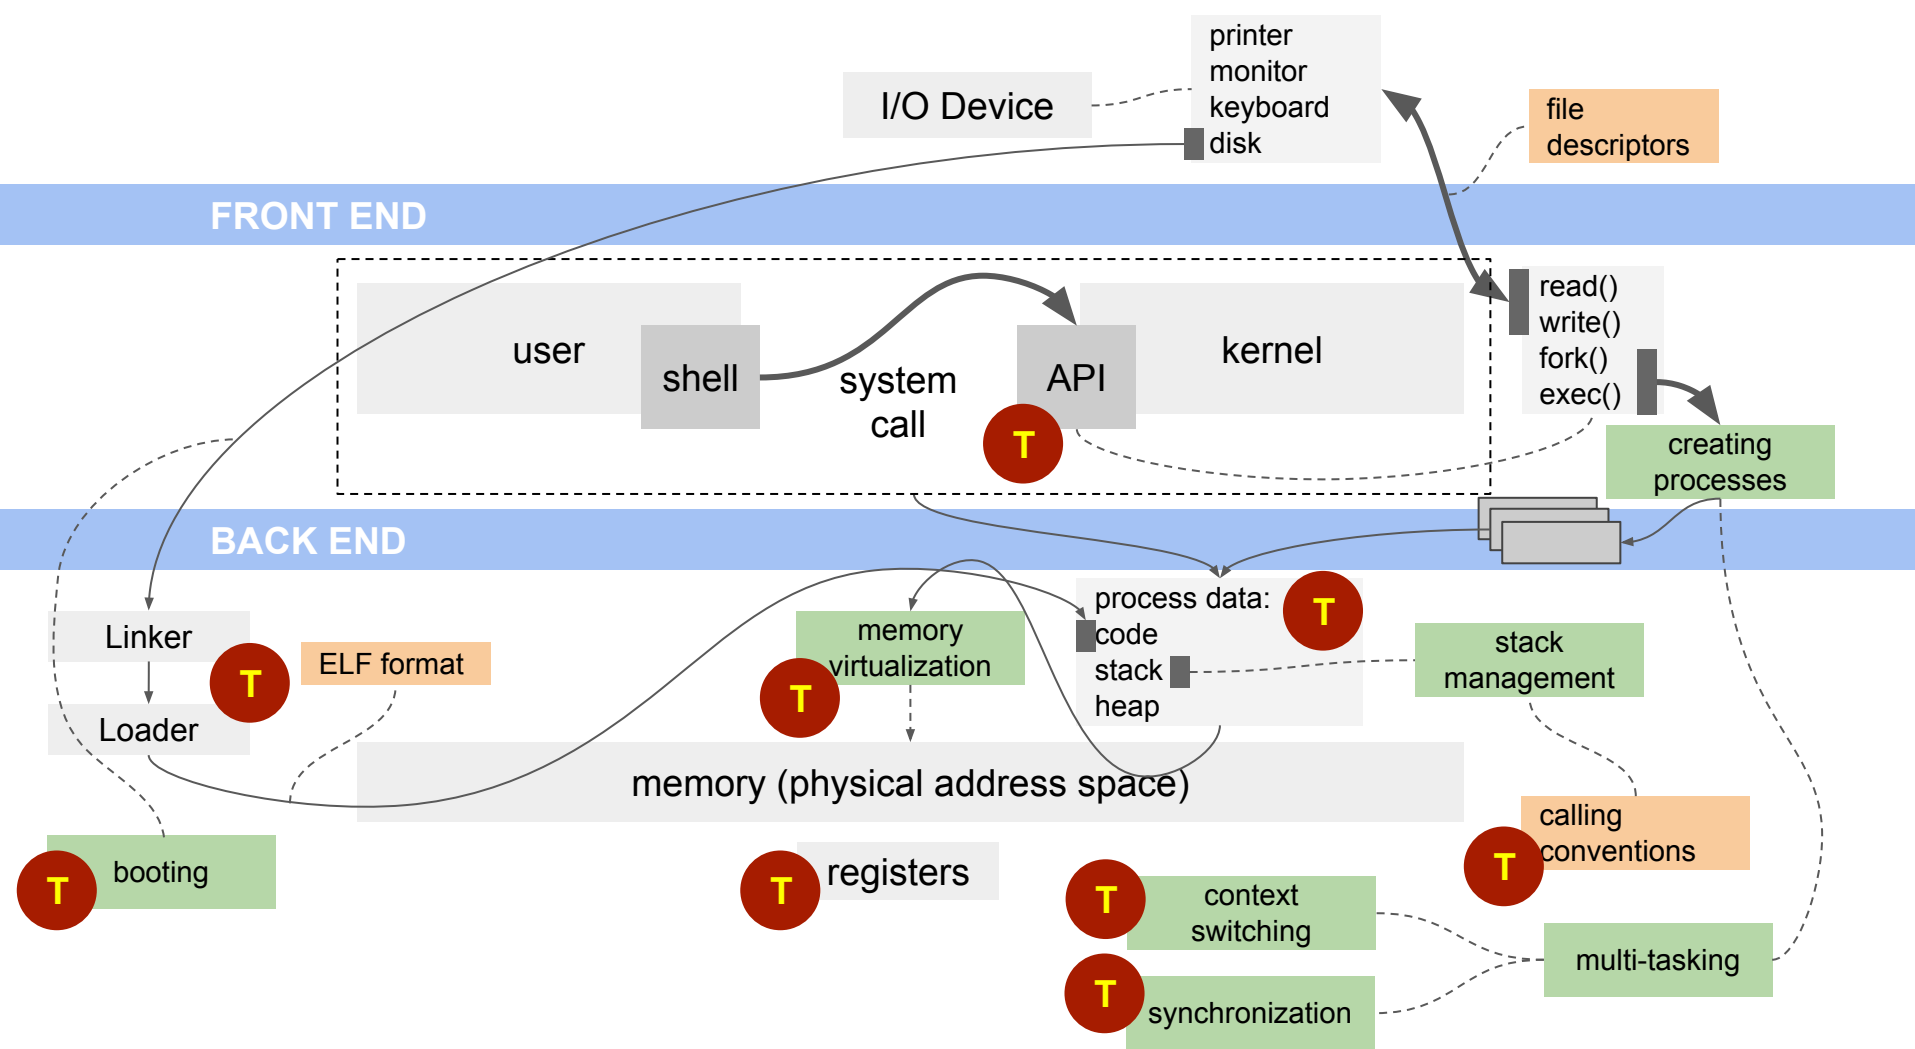 printer
monitor
keyboard
disk
I/O Device
file
descriptors
FRONT END
read()
write()
fork()
exec()
user
shell
system
call
API
T
kernel
creating
processes
BACK END
process data:
code
stack
heap
T
memory
virtualization
T
stack
management
Linker
T
ELF format
Loader
memory (physical address space)
calling
conventions
T
booting
T
registers
T
context
switching
T
multi-tasking
synchronization
T